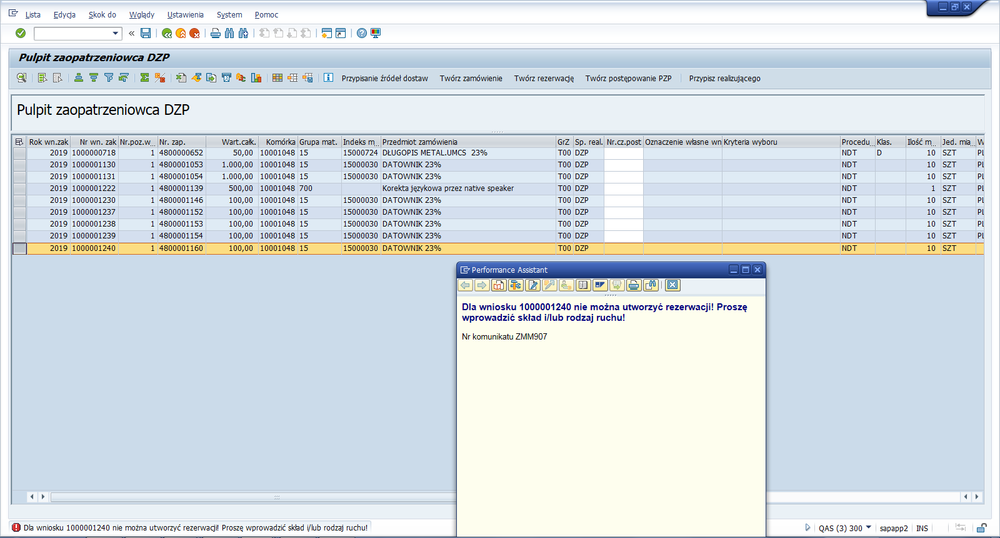 Lista Edycja Skok do Wglądy Ustawienia System Pomoc
Pulpit zaopatrzeniowca DZP
Przypisanie źródeł dostaw Twórz zamówienie Twórz rezerwację Twórz postępowanie PZP Przypisz realizującego
Pulpit zaopatrzeniowca DZP
Rok wn.zak Nr wn. zak Nr.poz.w... Nr. zap. Wart.całk. Komórka Grupa mat. Indeks m... Przedmiot zamówienia GrZ Sp. real. Nr.cz.post Oznaczenie własne wn Kryteria wyboru Procedu... Klas. Ilość m... Jed. mia... W
2019 1000000718 1 4800000652 50,00 10001048 15 15000724 DŁUGOPIS METAL.UMCS 23% T00 DZP NDT D 10 SZT PL
2019 1000001130 1 4800001053 1.000,00 10001048 15 15000030 DATOWNIK 23% T00 DZP NDT 10 SZT PL
2019 1000001131 1 4800001054 1.000,00 10001048 15 15000030 DATOWNIK 23% T00 DZP NDT 10 SZT PL
2019 1000001222 1 4800001139 500,00 10001048 700 Korekta językowa przez native speaker T00 DZP NDT 1 SZT PL
2019 1000001230 1 4800001146 100,00 10001048 15 15000030 DATOWNIK 23% T00 DZP NDT 10 SZT PL
2019 1000001237 1 4800001152 100,00 10001048 15 15000030 DATOWNIK 23% T00 DZP NDT 10 SZT PL
2019 1000001238 1 4800001153 100,00 10001048 15 15000030 DATOWNIK 23% T00 DZP NDT 10 SZT PL
2019 1000001239 1 4800001154 100,00 10001048 15 15000030 DATOWNIK 23% T00 DZP NDT 10 SZT PL
2019 1000001240 1 4800001160 100,00 10001048 15 15000030 DATOWNIK 23% T00 DZP NDT 10 SZT
Performance Assistant
Dla wniosku 1000001240 nie można utworzyć rezerwacji! Proszę
wprowadzić skład i/lub rodzaj ruchu!
Nr komunikatu ZMM907
Dla wniosku 1000001240 nie można utworzyć rezerwacji! Proszę wprowadzić skład i/lub rodzaj ruchu!
QAS (3) 300 sapapp2 INS